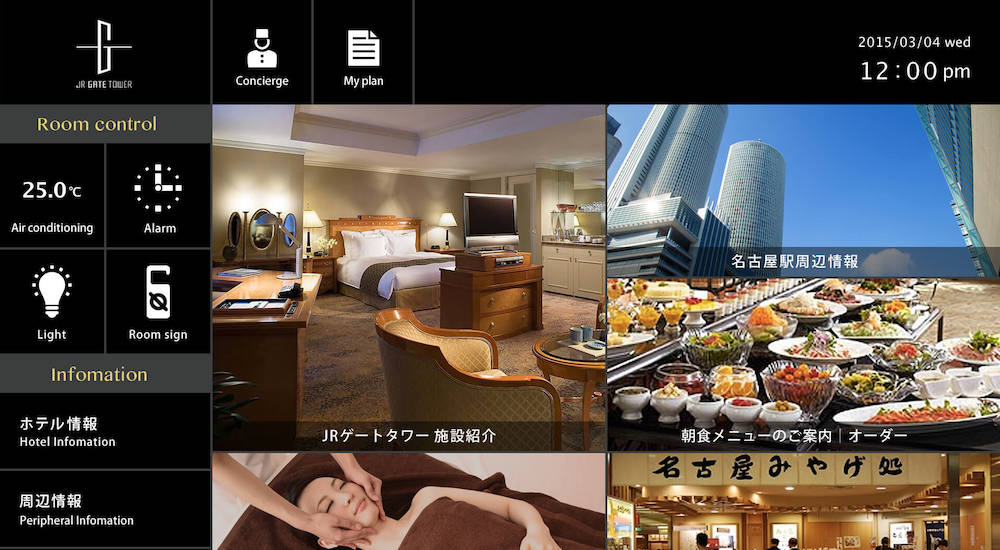 JR GATE TOWER
Concierge
My plan
2015/03/04 wed
12:00 pm
Room control
25.0℃
Air conditioning
Alarm
Light
Room sign
Infomation
ホテル情報
Hotel Infomation
周辺情報
Peripheral Infomation
JRゲートタワー 施設紹介
名古屋駅周辺情報
朝食メニューのご案内｜オーダー
名古屋みやげ処